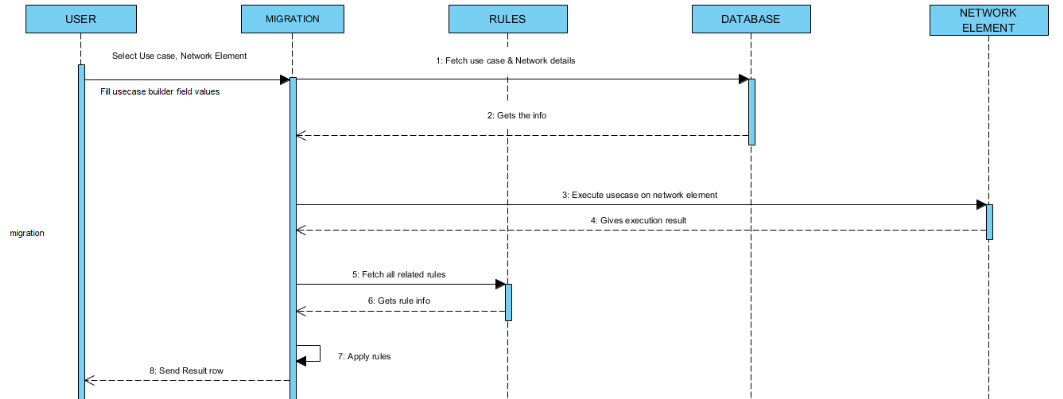 USER
MIGRATION
RULES
DATABASE
NETWORK
ELEMENT
Select Use case, Network Element
1: Fetch use case & Network details
Fill usecase builder field values
2: Gets the info
3: Execute usecase on network element
4: Gives execution result
migration
5: Fetch all related rules
6: Gets rule info
7: Apply rules
8: Send Result row